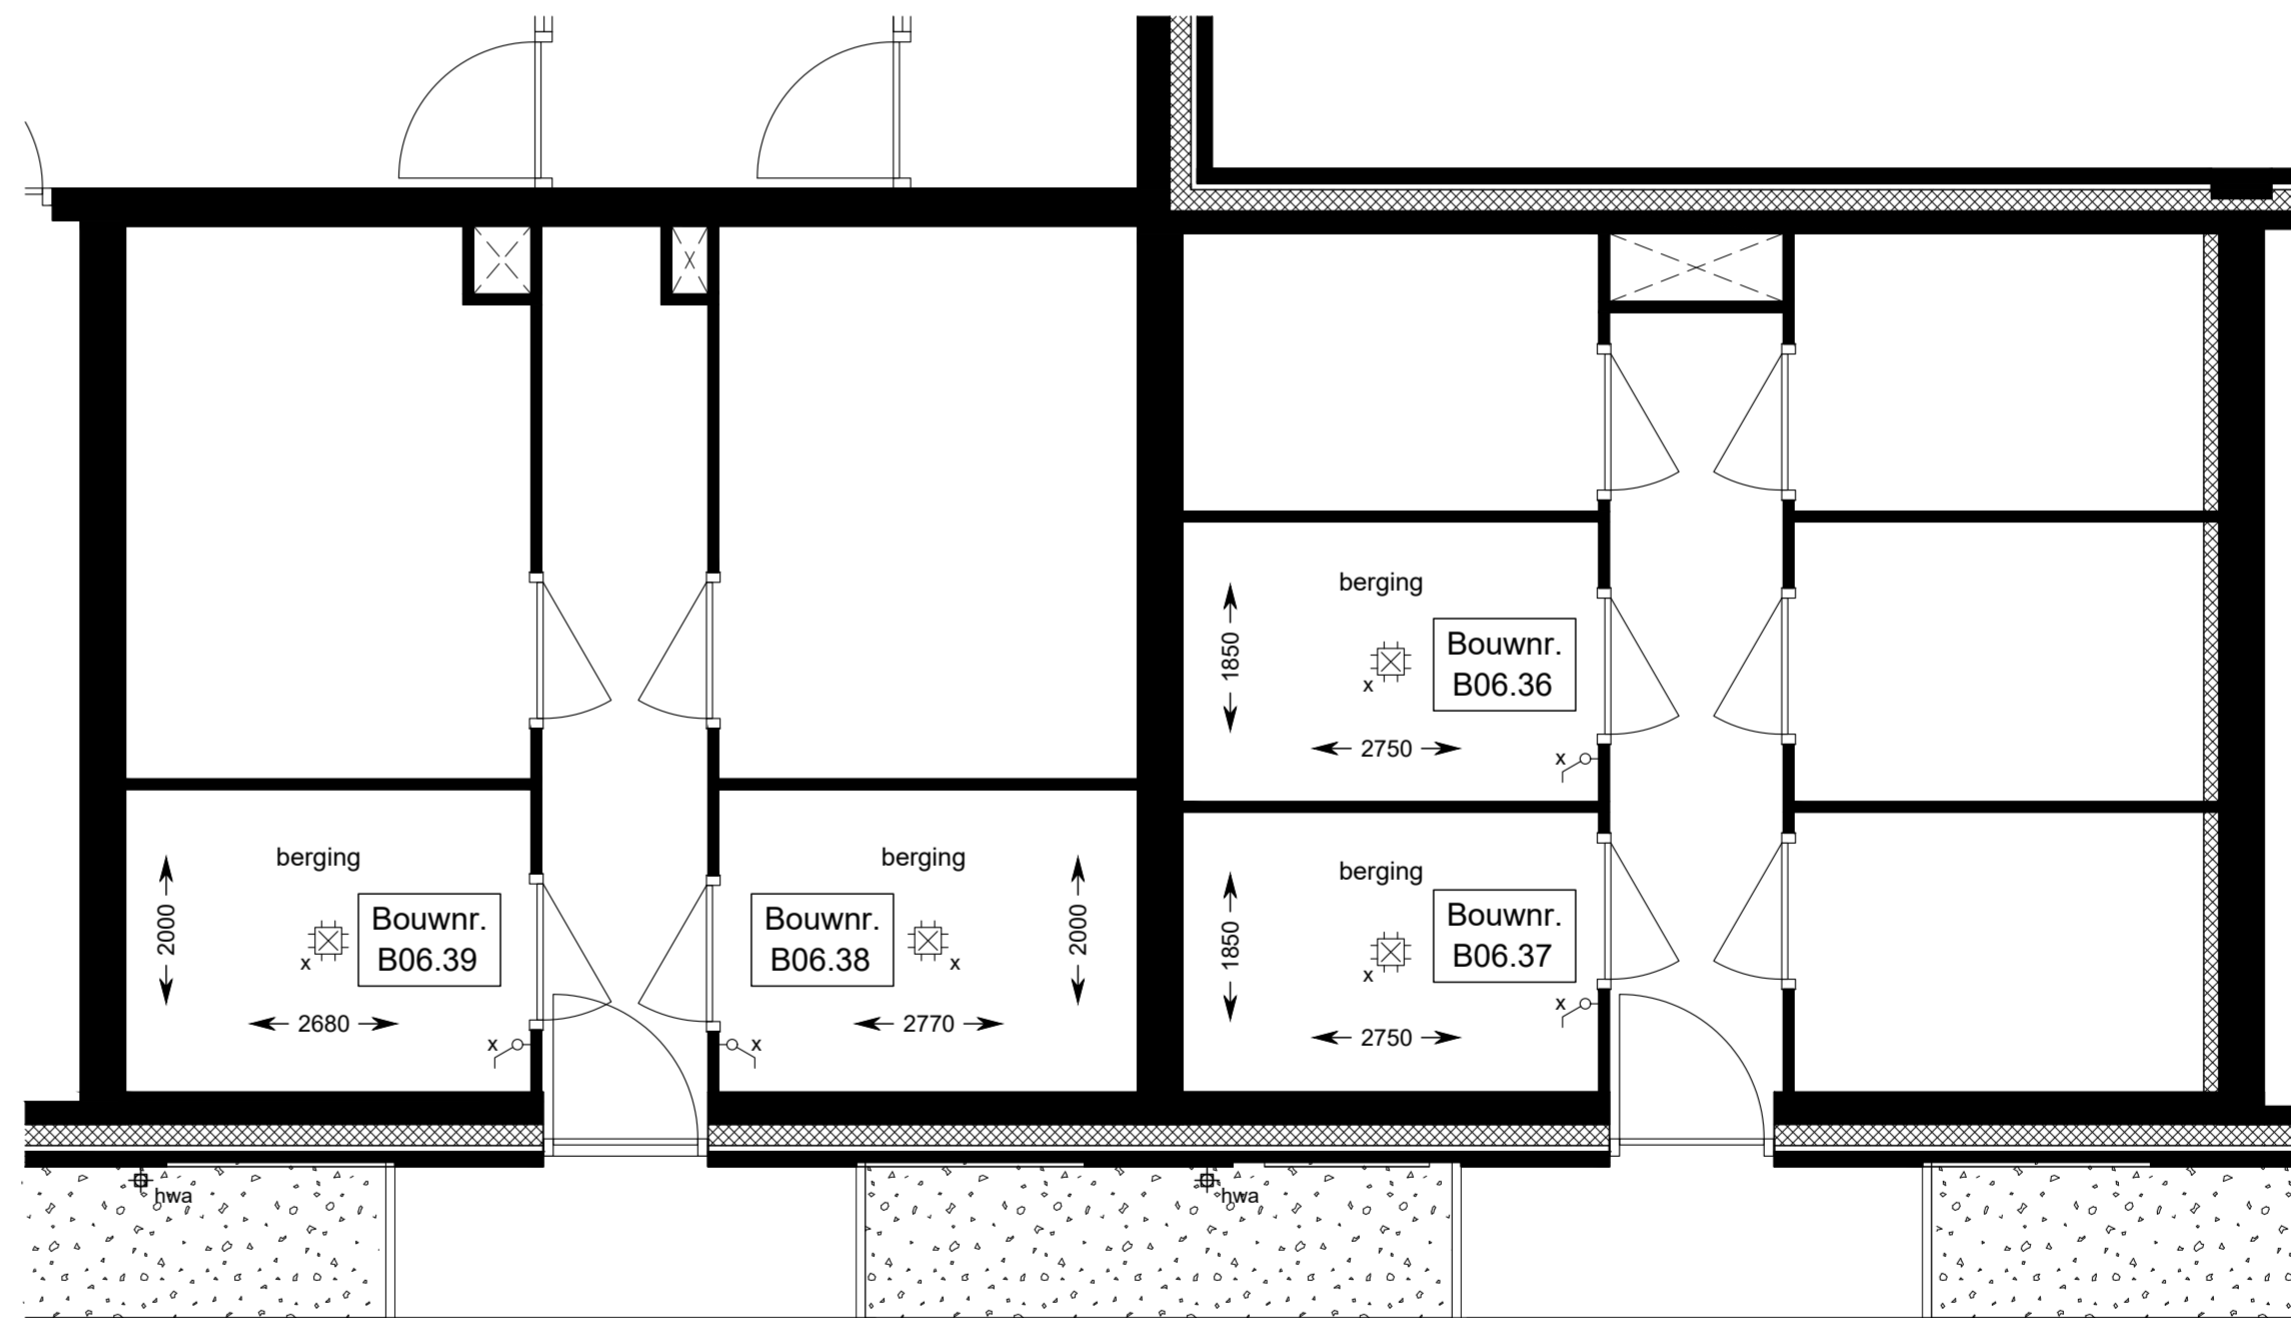 berging
1850
x
Bouwnr.
B06.36
2750
x
berging
2000
x
Bouwnr.
B06.39
2680
x
berging
Bouwnr.
B06.38
x
2000
2770
x
berging
1850
x
Bouwnr.
B06.37
2750
x
hwa
hwa